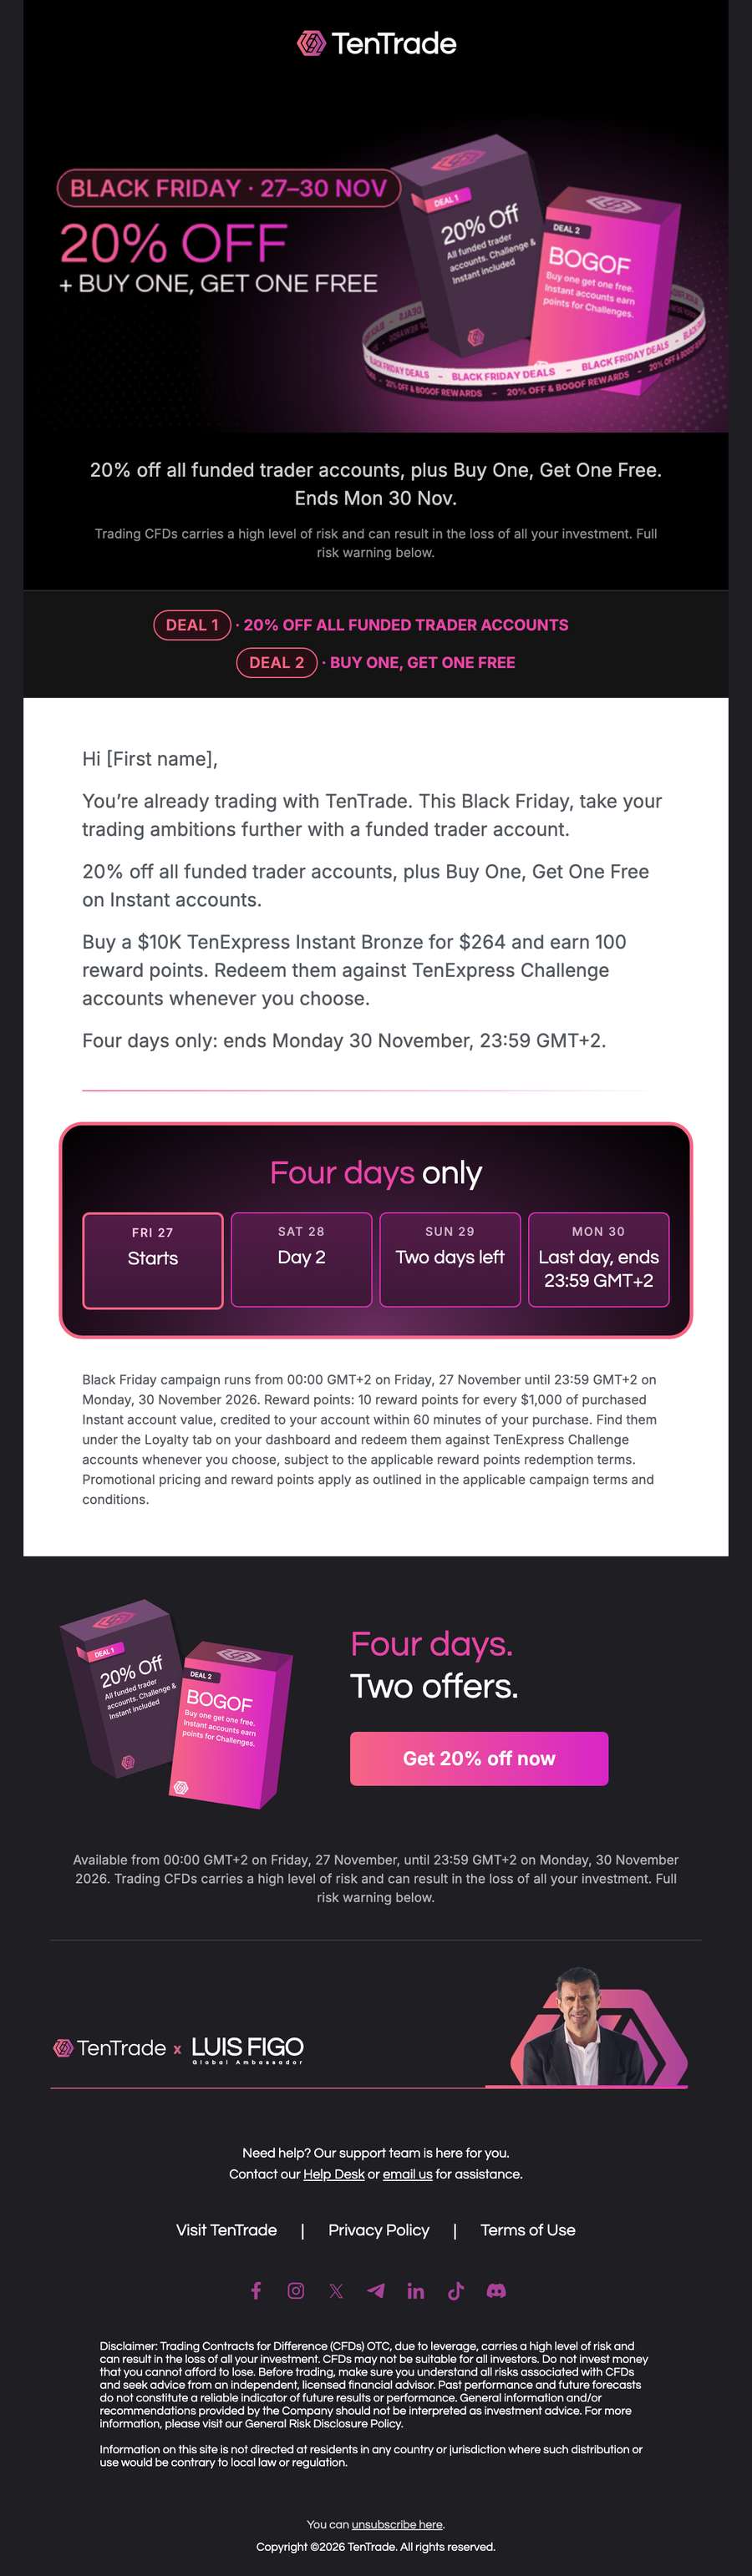 TenTrade
BLACK FRIDAY · 27–30 NOV
20% OFF
+ BUY ONE, GET ONE FREE
DEAL 1
20% Off
All funded trader
accounts. Challenge &
Instant included
DEAL 2
BOGOF
Buy one get one free.
Instant accounts earn
points for Challenges.
BLACK FRIDAY DEALS – BLACK FRIDAY DEALS – BLACK FRIDAY DEALS
20% OFF & BOGOF REWARDS – 20% OFF & BOGOF REWARDS
20% off all funded trader accounts, plus Buy One, Get One Free.
Ends Mon 30 Nov.
Trading CFDs carries a high level of risk and can result in the loss of all your investment. Full
risk warning below.
DEAL 1 · 20% OFF ALL FUNDED TRADER ACCOUNTS
DEAL 2 · BUY ONE, GET ONE FREE
Hi [First name],
You’re already trading with TenTrade. This Black Friday, take your
trading ambitions further with a funded trader account.
20% off all funded trader accounts, plus Buy One, Get One Free
on Instant accounts.
Buy a $10K TenExpress Instant Bronze for $264 and earn 100
reward points. Redeem them against TenExpress Challenge
accounts whenever you choose.
Four days only: ends Monday 30 November, 23:59 GMT+2.
Four days only
FRI 27
Starts
SAT 28
Day 2
SUN 29
Two days left
MON 30
Last day, ends
23:59 GMT+2
Black Friday campaign runs from 00:00 GMT+2 on Friday, 27 November until 23:59 GMT+2 on
Monday, 30 November 2026. Reward points: 10 reward points for every $1,000 of purchased
Instant account value, credited to your account within 60 minutes of your purchase. Find them
under the Loyalty tab on your dashboard and redeem them against TenExpress Challenge
accounts whenever you choose, subject to the applicable reward points redemption terms.
Promotional pricing and reward points apply as outlined in the applicable campaign terms and
conditions.
DEAL 1
20% Off
All funded trader
accounts. Challenge &
Instant included
DEAL 2
BOGOF
Buy one get one free.
Instant accounts earn
points for Challenges.
Four days.
Two offers.
Get 20% off now
Available from 00:00 GMT+2 on Friday, 27 November, until 23:59 GMT+2 on Monday, 30 November
2026. Trading CFDs carries a high level of risk and can result in the loss of all your investment. Full
risk warning below.
TenTrade x LUIS FIGO
Global Ambassador
Need help? Our support team is here for you.
Contact our Help Desk or email us for assistance.
Visit TenTrade | Privacy Policy | Terms of Use
Disclaimer: Trading Contracts for Difference (CFDs) OTC, due to leverage, carries a high level of risk and
can result in the loss of all your investment. CFDs may not be suitable for all investors. Do not invest money
that you cannot afford to lose. Before trading, make sure you understand all risks associated with CFDs
and seek advice from an independent, licensed financial advisor. Past performance and future forecasts
do not constitute a reliable indicator of future results or performance. General information and/or
recommendations provided by the Company should not be interpreted as investment advice. For more
information, please visit our General Risk Disclosure Policy.
Information on this site is not directed at residents in any country or jurisdiction where such distribution or
use would be contrary to local law or regulation.
You can unsubscribe here.
Copyright ©2026 TenTrade. All rights reserved.